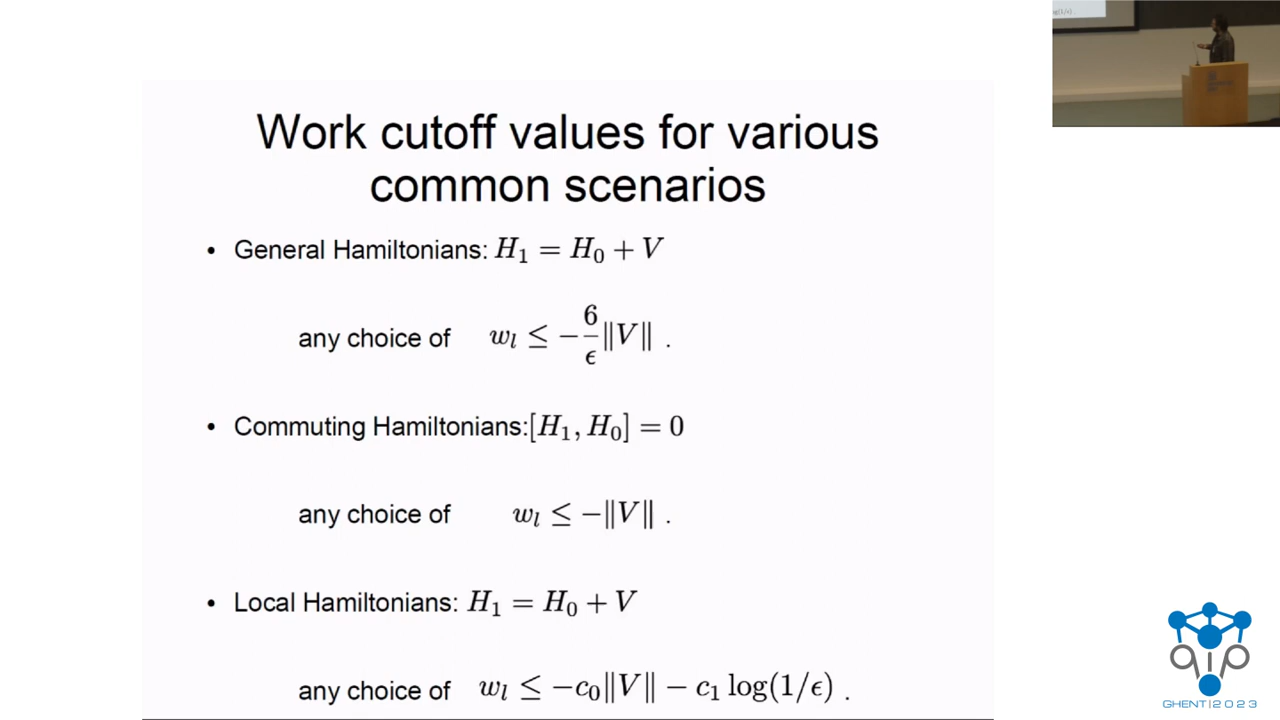 Work cutoff values for various
common scenarios
• General Hamiltonians: H₁ = H₀ + V
any choice of w_l ≤ −6/ϵ ‖V‖ .
• Commuting Hamiltonians:[H₁, H₀] = 0
any choice of w_l ≤ −‖V‖ .
• Local Hamiltonians: H₁ = H₀ + V
any choice of w_l ≤ −c₀‖V‖ − c₁ log(1/ϵ) .
qip
GHENT|2023